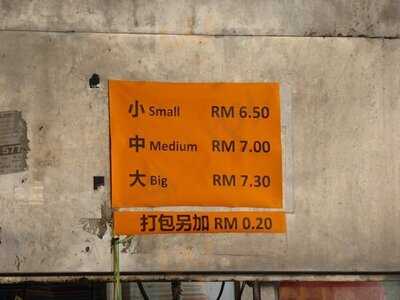 小 Small RM 6.50
中 Medium RM 7.00
大 Big RM 7.30
打包另加 RM 0.20